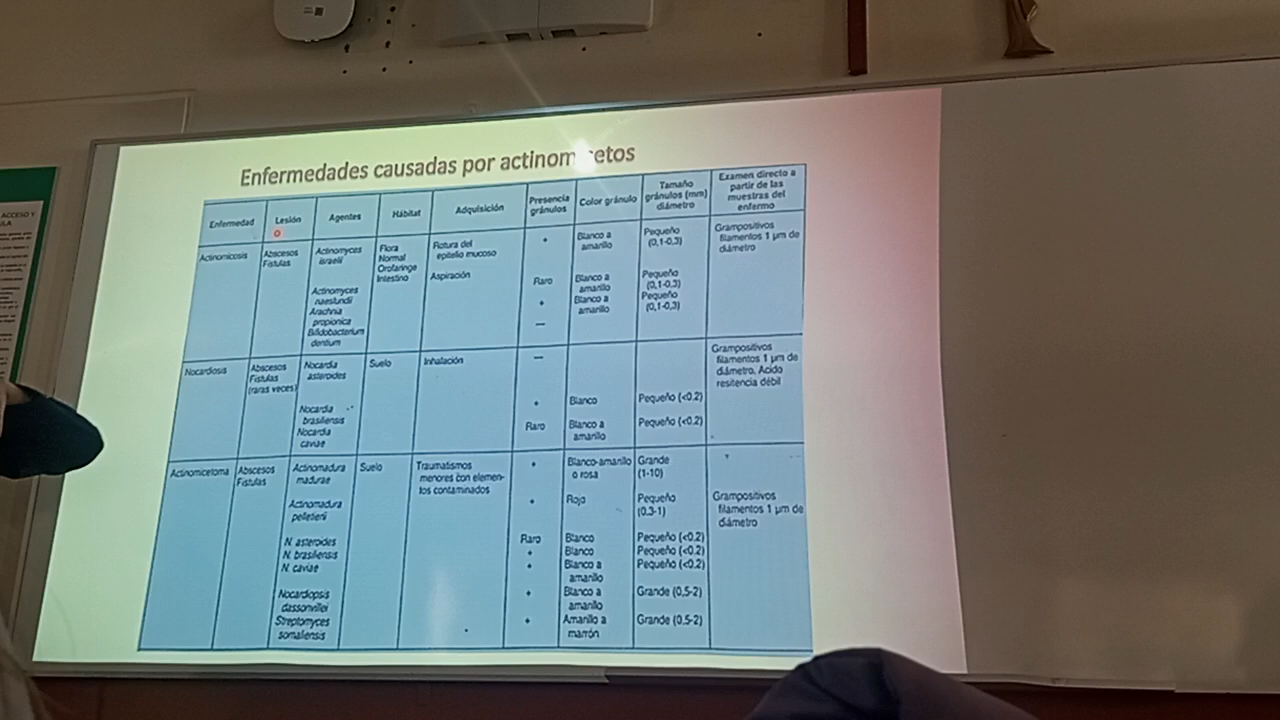 ACCESO Y
Enfermedades causadas por actinom etos
Enfermedad
Lesión
Agentes
Hábitat
Adquisición
Presencia
gránulos
Color gránulo
Tamaño
gránulos (mm)
diámetro
Examen directo a
partir de las
muestras del
enfermo
Actinomicosis
Abscesos
Fístulas
Actinomyces
israelii
Flora
Normal
Orofaringe
Intestino
Rotura del
epitelio mucoso
Aspiración
+
Blanco a
amarillo
Pequeño
(0,1-0,3)
Grampositivos
filamentos 1 µm de
diámetro
Actinomyces
naeslundii
Arachnia
propionica
Bifidobacterium
dentium
Raro
+
—
Blanco a
amarillo
Blanco a
amarillo
Pequeño
(0,1-0,3)
Pequeño
(0,1-0,3)
Nocardiosis
Abscesos
Fístulas
(raras veces)
Nocardia
asteroides
Suelo
Inhalación
—
Grampositivos
filamentos 1 µm de
diámetro. Acido
resitencia débil
Nocardia
brasiliensis
Nocardia
caviae
+
Raro
Blanco
Blanco a
amarillo
Pequeño (<0.2)
Pequeño (<0.2)
Actinomicetoma
Abscesos
Fístulas
Actinomadura
madurae
Suelo
Traumatismos
menores con elemen-
tos contaminados
+
Blanco-amarillo
o rosa
Grande
(1-10)
Actinomadura
pelletierii
+
Rojo
Pequeño
(0.3-1)
Grampositivos
filamentos 1 µm de
diámetro
N. asteroides
Raro
Blanco
Pequeño (<0.2)
N. brasiliensis
+
Blanco
Pequeño (<0.2)
N. caviae
+
Blanco a
amarillo
Pequeño (<0.2)
Nocardiopsis
dassonvillei
+
Blanco a
amarillo
Grande (0,5-2)
Streptomyces
somaliensis
+
Amarillo a
marrón
Grande (0.5-2)